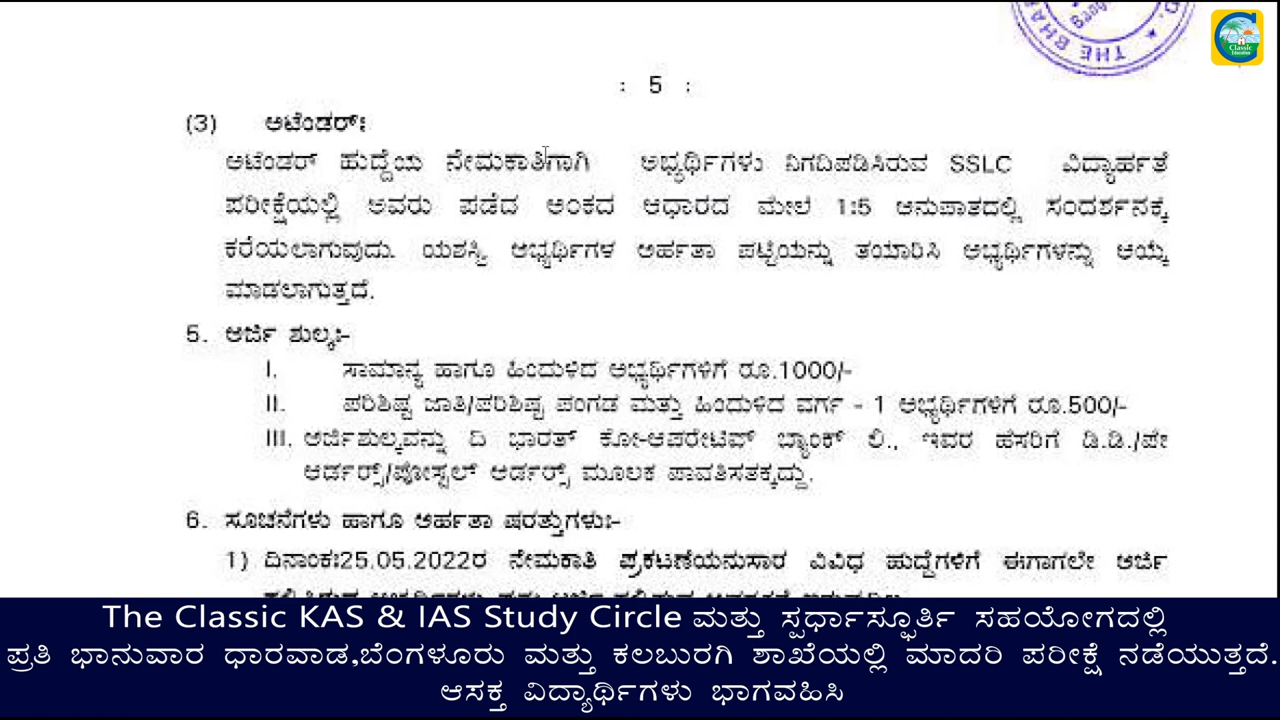 THE BHAR
: 5 :
Classic
Education
(3) ಅಟೆಂಡರ್ಃ
ಅಟೆಂಡರ್ ಹುದ್ದೆಯ ನೇಮಕಾತಿಗಾಗಿ ಅಭ್ಯರ್ಥಿಗಳು ನಿಗದಿಪಡಿಸಿರುವ SSLC ವಿದ್ಯಾರ್ಹತೆ
ಪರೀಕ್ಷೆಯಲ್ಲಿ ಅವರು ಪಡೆದ ಅಂಕದ ಆಧಾರದ ಮೇಲೆ 1:5 ಅನುಪಾತದಲ್ಲಿ ಸಂದರ್ಶನಕ್ಕೆ
ಕರೆಯಲಾಗುವುದು. ಯಶಸ್ವಿ ಅಭ್ಯರ್ಥಿಗಳ ಅರ್ಹತಾ ಪಟ್ಟಿಯನ್ನು ತಯಾರಿಸಿ ಅಭ್ಯರ್ಥಿಗಳನ್ನು ಆಯ್ಕೆ
ಮಾಡಲಾಗುತ್ತದೆ.
5. ಅರ್ಜಿ ಶುಲ್ಕಃ-
I. ಸಾಮಾನ್ಯ ಹಾಗೂ ಹಿಂದುಳಿದ ಅಭ್ಯರ್ಥಿಗಳಿಗೆ ರೂ.1000/-
II. ಪರಿಶಿಷ್ಟ ಜಾತಿ/ಪರಿಶಿಷ್ಟ ಪಂಗಡ ಮತ್ತು ಹಿಂದುಳಿದ ವರ್ಗ - 1 ಅಭ್ಯರ್ಥಿಗಳಿಗೆ ರೂ.500/-
III. ಅರ್ಜಿಶುಲ್ಕವನ್ನು ದಿ ಭಾರತ್ ಕೋ-ಆಪರೇಟಿವ್ ಬ್ಯಾಂಕ್ ಲಿ., ಇವರ ಹೆಸರಿಗೆ ಡಿ.ಡಿ./ಪೇ
ಆರ್ಡರ್ಸ್/ಪೋಸ್ಟಲ್ ಆರ್ಡರ್ಸ್ ಮೂಲಕ ಪಾವತಿಸತಕ್ಕದ್ದು.
6. ಸೂಚನೆಗಳು ಹಾಗೂ ಅರ್ಹತಾ ಷರತ್ತುಗಳುಃ-
1) ದಿನಾಂಕಃ25.05.2022ರ ನೇಮಕಾತಿ ಪ್ರಕಟಣೆಯನುಸಾರ ವಿವಿಧ ಹುದ್ದೆಗಳಿಗೆ ಈಗಾಗಲೇ ಅರ್ಜಿ
The Classic KAS & IAS Study Circle ಮತ್ತು ಸ್ಪರ್ಧಾಸ್ಫೂರ್ತಿ ಸಹಯೋಗದಲ್ಲಿ
ಪ್ರತಿ ಭಾನುವಾರ ಧಾರವಾಡ,ಬೆಂಗಳೂರು ಮತ್ತು ಕಲಬುರಗಿ ಶಾಖೆಯಲ್ಲಿ ಮಾದರಿ ಪರೀಕ್ಷೆ ನಡೆಯುತ್ತದೆ.
ಆಸಕ್ತ ವಿದ್ಯಾರ್ಥಿಗಳು ಭಾಗವಹಿಸಿ